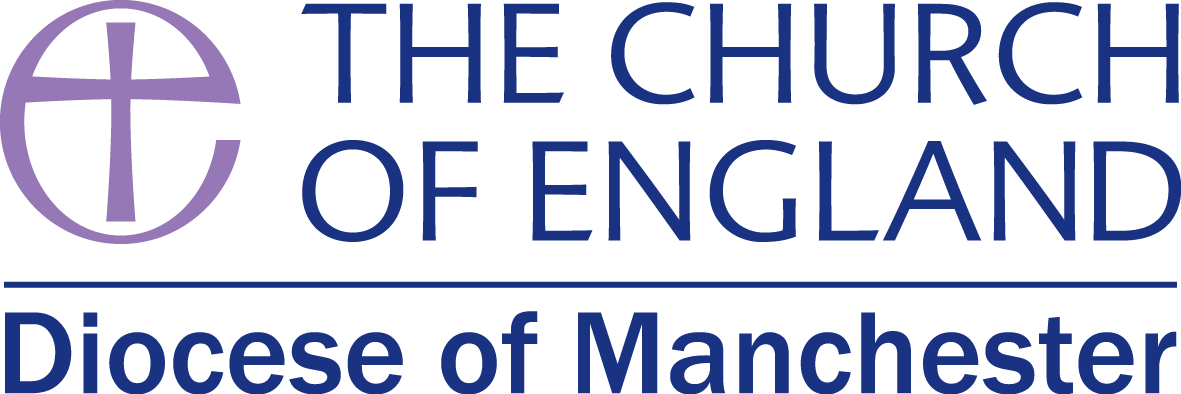 THE CHURCH
OF ENGLAND
Diocese of Manchester